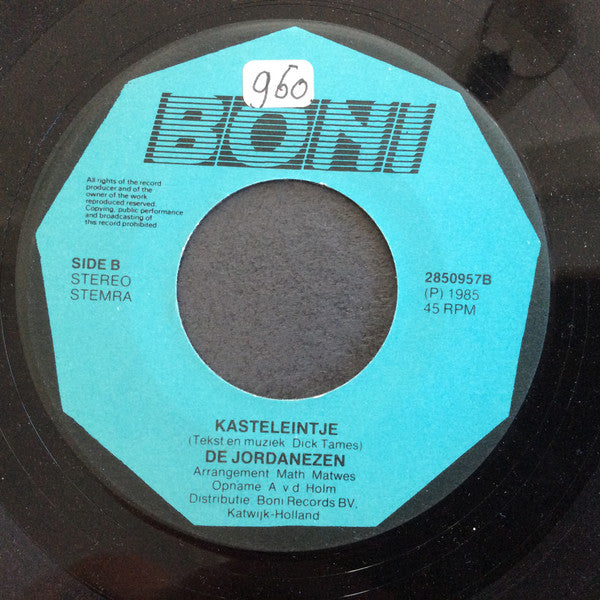 960
BONI
All rights of the record
producer and of the
owner of the work
reproduced reserved.
Copying, public performance
and broadcasting of
this record prohibited
SIDE B
STEREO
STEMRA
2850957B
(P) 1985
45 RPM
KASTELEINTJE
(Tekst en muziek Dick Tames)
DE JORDANEZEN
Arrangement Math Matwes
Opname A v d Holm
Distributie Boni Records BV,
Katwijk-Holland